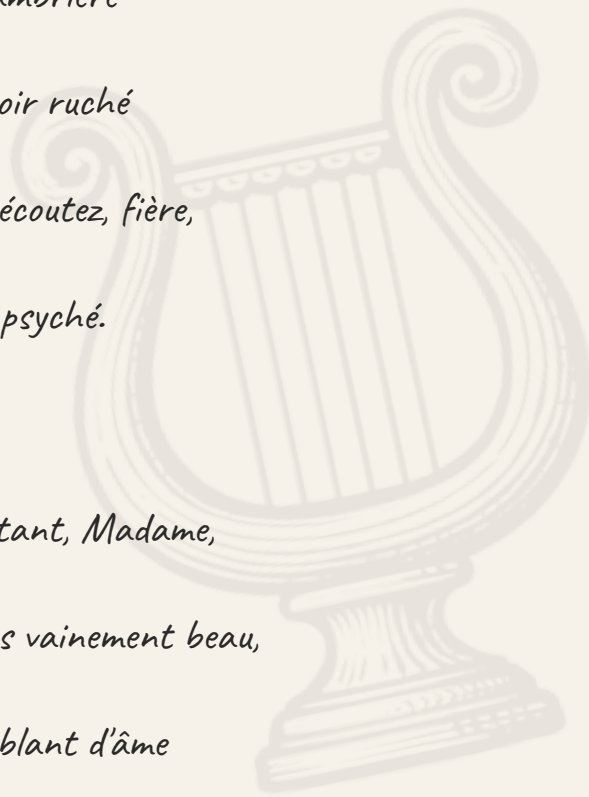 oir ruché
écoutez, fière,
psyché.
tant, Madame,
s vainement beau,
blant d'âme